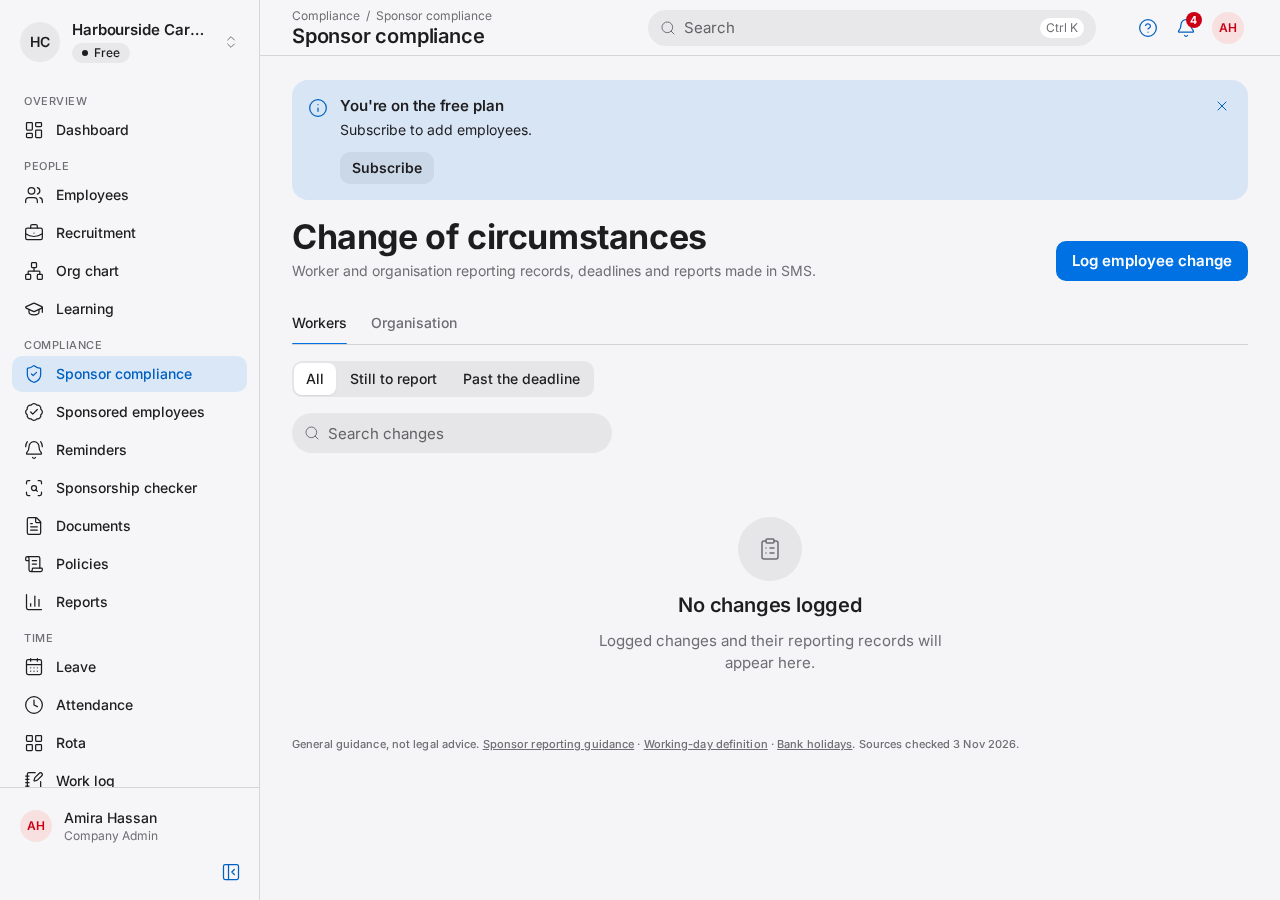 HC
Harbourside Car...
Free
OVERVIEW
Dashboard
PEOPLE
Employees
Recruitment
Org chart
Learning
COMPLIANCE
Sponsor compliance
Sponsored employees
Reminders
Sponsorship checker
Documents
Policies
Reports
TIME
Leave
Attendance
Rota
Work log
AH
Amira Hassan
Company Admin
Compliance / Sponsor compliance
Sponsor compliance
Search
Ctrl K
4
AH
You're on the free plan
Subscribe to add employees.
Subscribe
Change of circumstances
Worker and organisation reporting records, deadlines and reports made in SMS.
Log employee change
Workers
Organisation
All
Still to report
Past the deadline
Search changes
No changes logged
Logged changes and their reporting records will
appear here.
General guidance, not legal advice. Sponsor reporting guidance · Working-day definition · Bank holidays. Sources checked 3 Nov 2026.